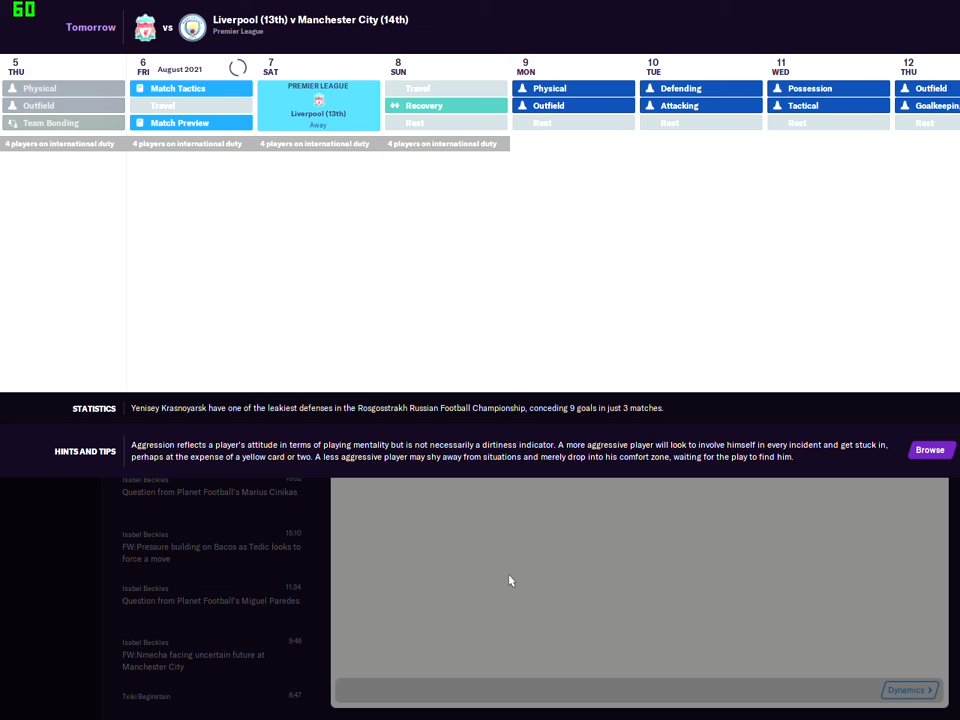 60
Tomorrow
vs
Liverpool (13th) v Manchester City (14th)
Premier League
5
THU
6
FRI
August 2021
7
SAT
8
SUN
9
MON
10
TUE
11
WED
12
THU
Physical
Outfield
Team Bonding
Match Tactics
Travel
Match Preview
PREMIER LEAGUE
Liverpool (13th)
Away
Travel
Recovery
Rest
Physical
Outfield
Rest
Defending
Attacking
Rest
Possession
Tactical
Rest
Outfield
Goalkeepin
Rest
4 players on international duty
4 players on international duty
4 players on international duty
4 players on international duty
STATISTICS
Yenisey Krasnoyarsk have one of the leakiest defenses in the Rosgosstrakh Russian Football Championship, conceding 9 goals in just 3 matches.
HINTS AND TIPS
Aggression reflects a player's attitude in terms of playing mentality but is not necessarily a dirtiness indicator. A more aggressive player will look to involve himself in every incident and get stuck in,
perhaps at the expense of a yellow card or two. A less aggressive player may shy away from situations and merely drop into his comfort zone, waiting for the play to find him.
Browse
Isabel Beckles
Question from Planet Football's Marius Cinikas
Isabel Beckles 15:10
FW:Pressure building on Bacos as Tedic looks to
force a move
Isabel Beckles 11:34
Question from Planet Football's Miguel Paredes
Isabel Beckles 9:46
FW:Nmecha facing uncertain future at
Manchester City
Txiki Begiristain 8:47
Dynamics